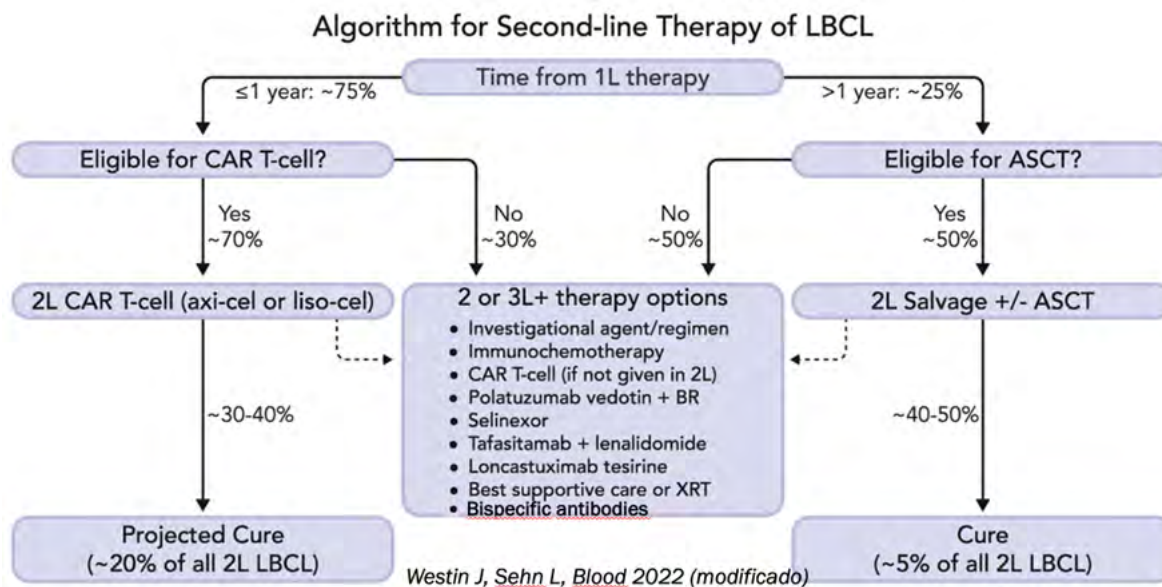 Algorithm for Second-line Therapy of LBCL
Time from 1L therapy
≤1 year: ~75%
>1 year: ~25%
Eligible for CAR T-cell?
Eligible for ASCT?
Yes
~70%
No
~30%
No
~50%
Yes
~50%
2L CAR T-cell (axi-cel or liso-cel)
2 or 3L+ therapy options
• Investigational agent/regimen
• Immunochemotherapy
• CAR T-cell (if not given in 2L)
• Polatuzumab vedotin + BR
• Selinexor
• Tafasitamab + lenalidomide
• Loncastuximab tesirine
• Best supportive care or XRT
• Bispecific antibodies
2L Salvage +/- ASCT
~30-40%
~40-50%
Projected Cure
(~20% of all 2L LBCL)
Cure
(~5% of all 2L LBCL)
Westin J, Sehn L, Blood 2022 (modificado)